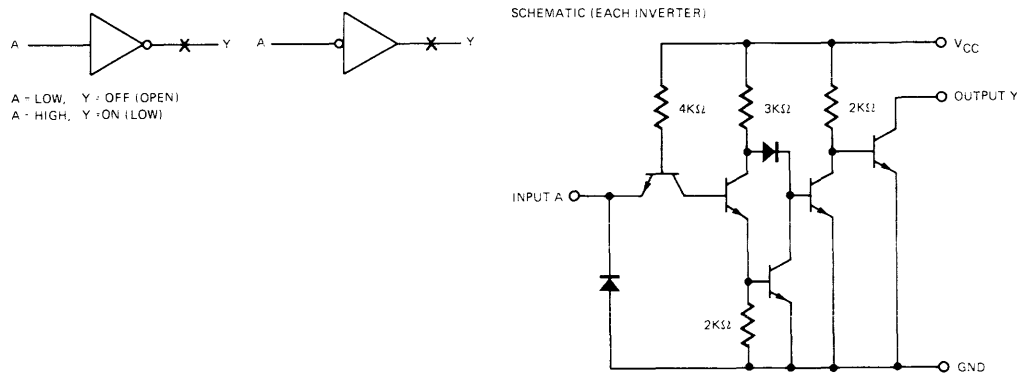 SCHEMATIC (EACH INVERTER)
A
Y
A
Y
A = LOW, Y = OFF (OPEN)
A = HIGH, Y = ON (LOW)
VCC
4KΩ
3KΩ
2KΩ
OUTPUT Y
INPUT A
2KΩ
GND